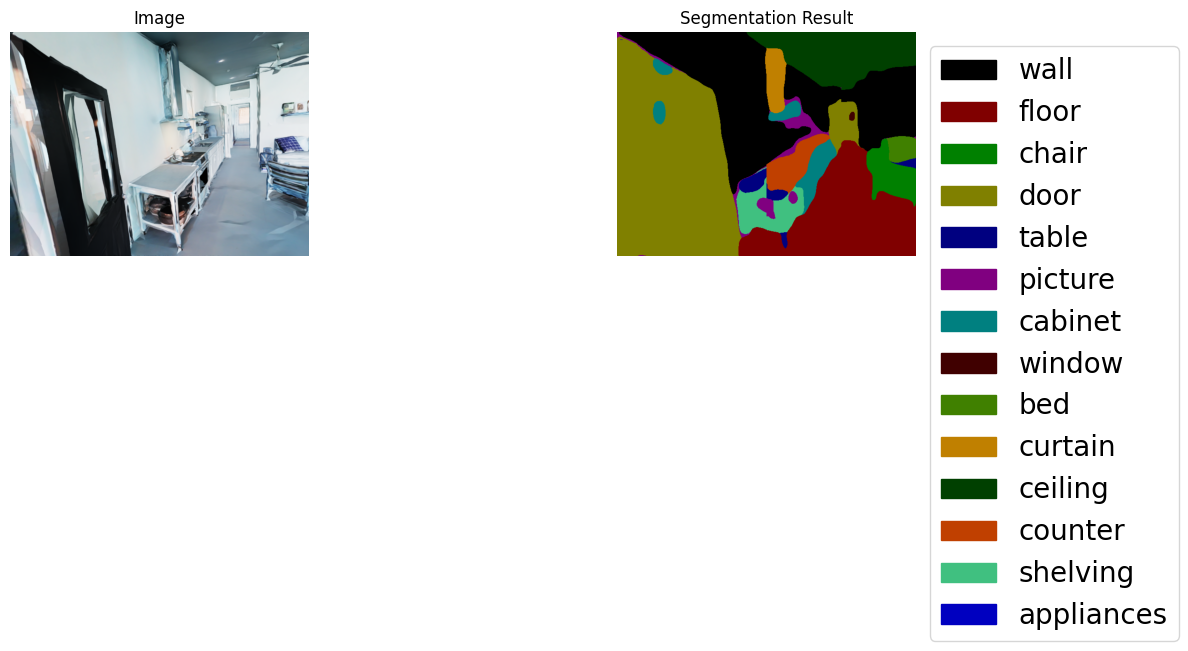 Image
Segmentation Result
wall
floor
chair
door
table
picture
cabinet
window
bed
curtain
ceiling
counter
shelving
appliances